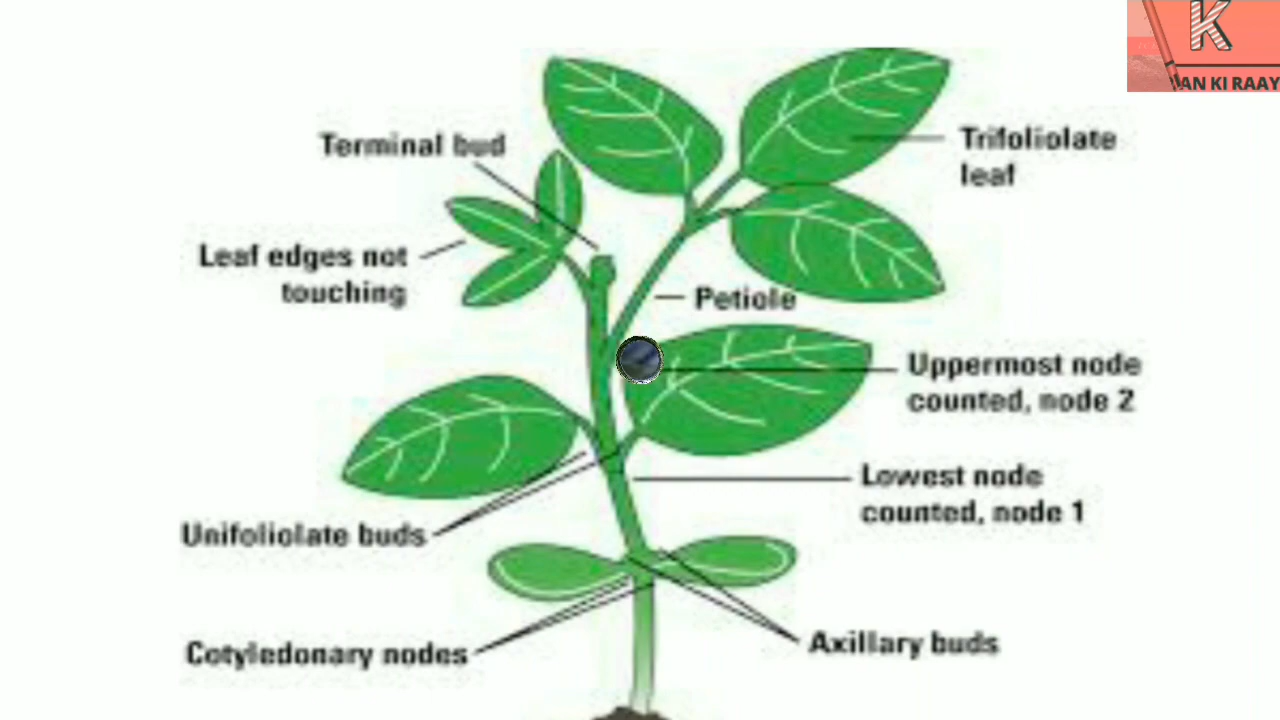 K
AN KI RAAY
Terminal bud
Trifoliolate
leaf
Leaf edges not
touching
Petiole
Uppermost node
counted, node 2
Lowest node
counted, node 1
Unifoliolate buds
Cotyledonary nodes
Axillary buds